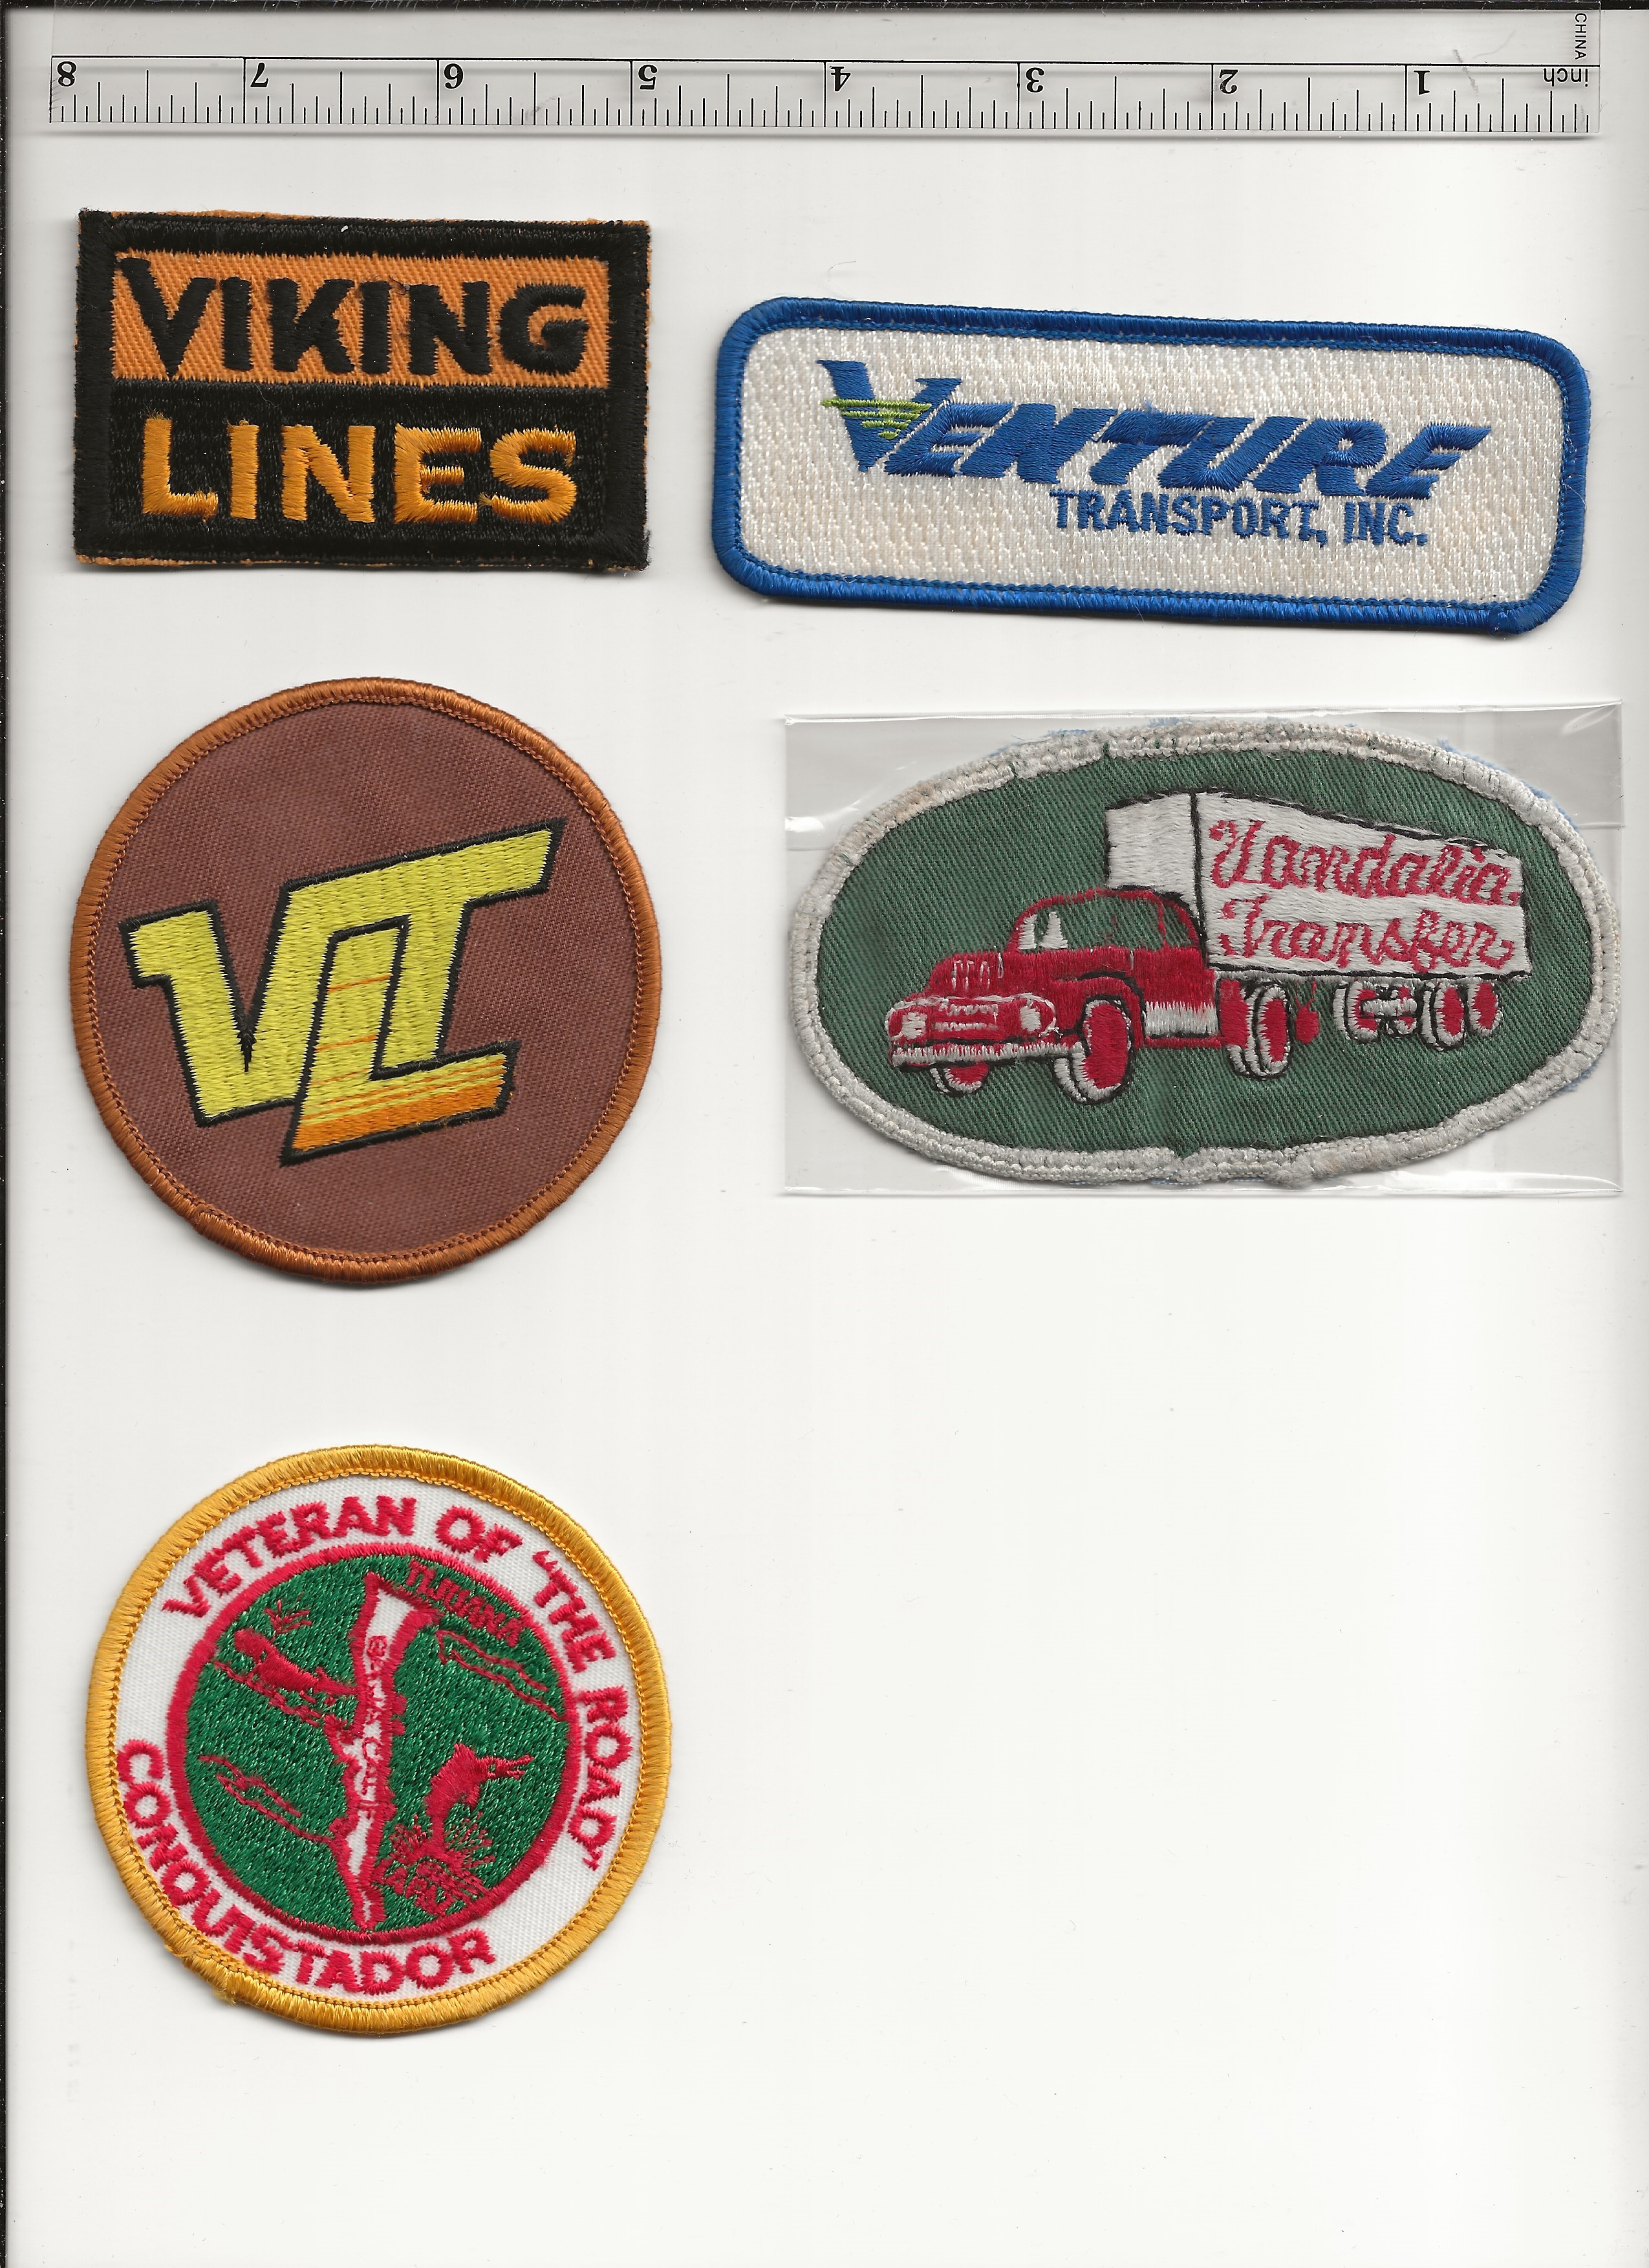 CHINA
inch
8 7 6 5 4 3 2 1
VIKING
LINES
VENTURE
TRANSPORT, INC.
VLT
Vandalia
Transfer
VETERAN OF "THE ROAD"
TIJUANA
CONQUISTADOR